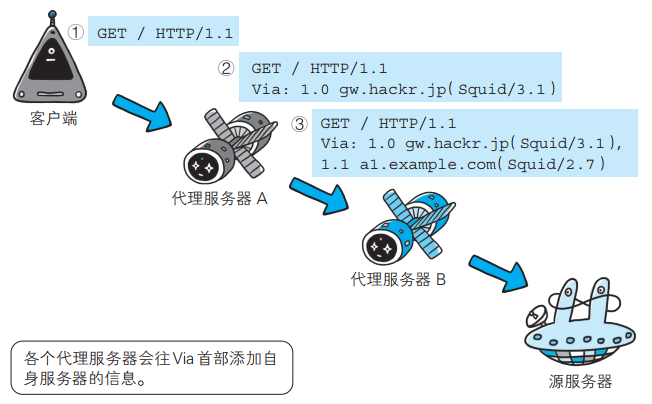 ① GET / HTTP/1.1
② GET / HTTP/1.1
Via: 1.0 gw.hackr.jp(Squid/3.1)
客户端
③ GET / HTTP/1.1
Via: 1.0 gw.hackr.jp(Squid/3.1),
1.1 a1.example.com(Squid/2.7)
代理服务器 A
代理服务器 B
各个代理服务器会往 Via 首部添加自
身服务器的信息。
源服务器